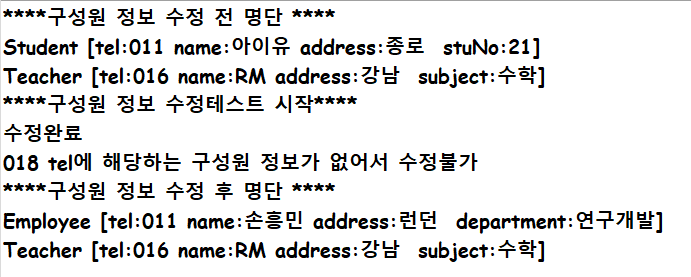 ****구성원 정보 수정 전 명단 ****
Student [tel:011 name:아이유 address:종로  stuNo:21]
Teacher [tel:016 name:RM address:강남  subject:수학]
****구성원 정보 수정테스트 시작****
수정완료
018 tel에 해당하는 구성원 정보가 없어서 수정불가
****구성원 정보 수정 후 명단 ****
Employee [tel:011 name:손흥민 address:런던  department:연구개발]
Teacher [tel:016 name:RM address:강남  subject:수학]